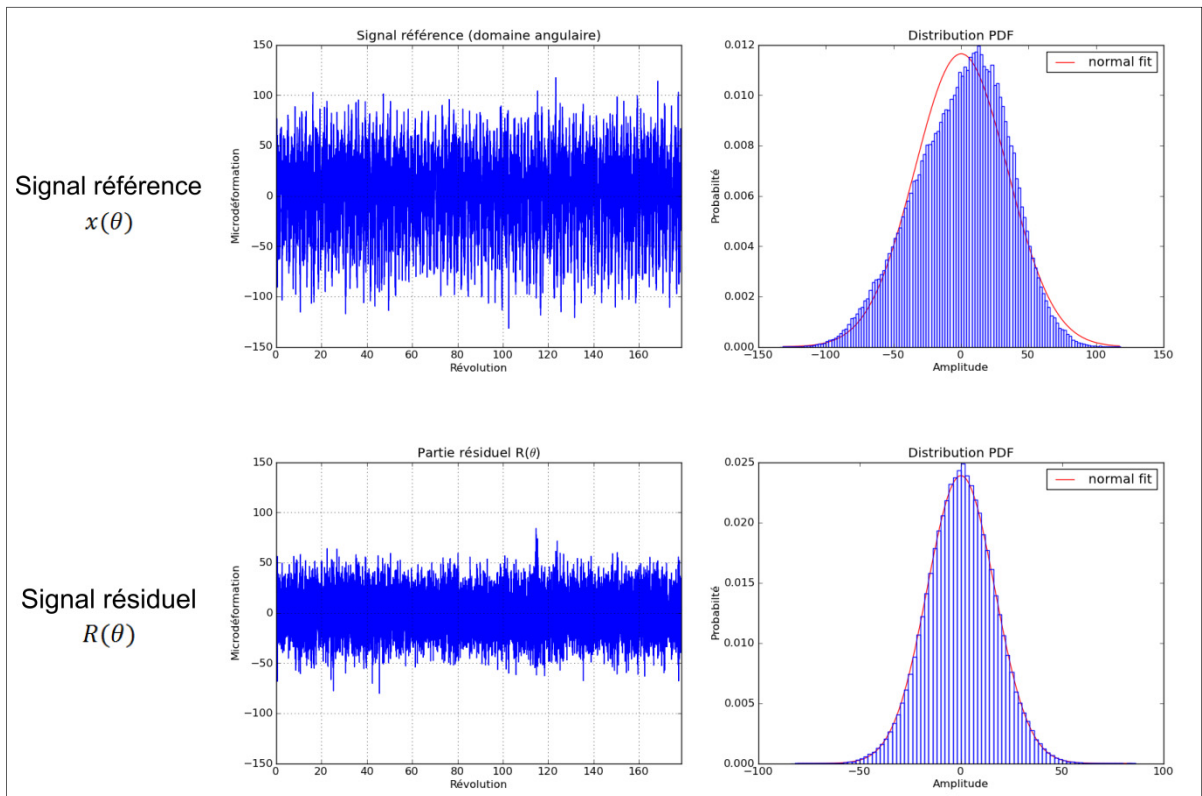 Signal référence
x(θ)
Signal référence (domaine angulaire)
Microdéformation
150
100
50
0
−50
−100
−150
0 20 40 60 80 100 120 140 160
Révolution
Distribution PDF
normal fit
Probabilté
0.012
0.010
0.008
0.006
0.004
0.002
0.000
−150 −100 −50 0 50 100 150
Amplitude
Signal résiduel
R(θ)
Partie résiduel R(θ)
Microdéformation
150
100
50
0
−50
−100
−150
0 20 40 60 80 100 120 140 160
Révolution
Distribution PDF
normal fit
Probabilté
0.025
0.020
0.015
0.010
0.005
0.000
−100 −50 0 50 100
Amplitude